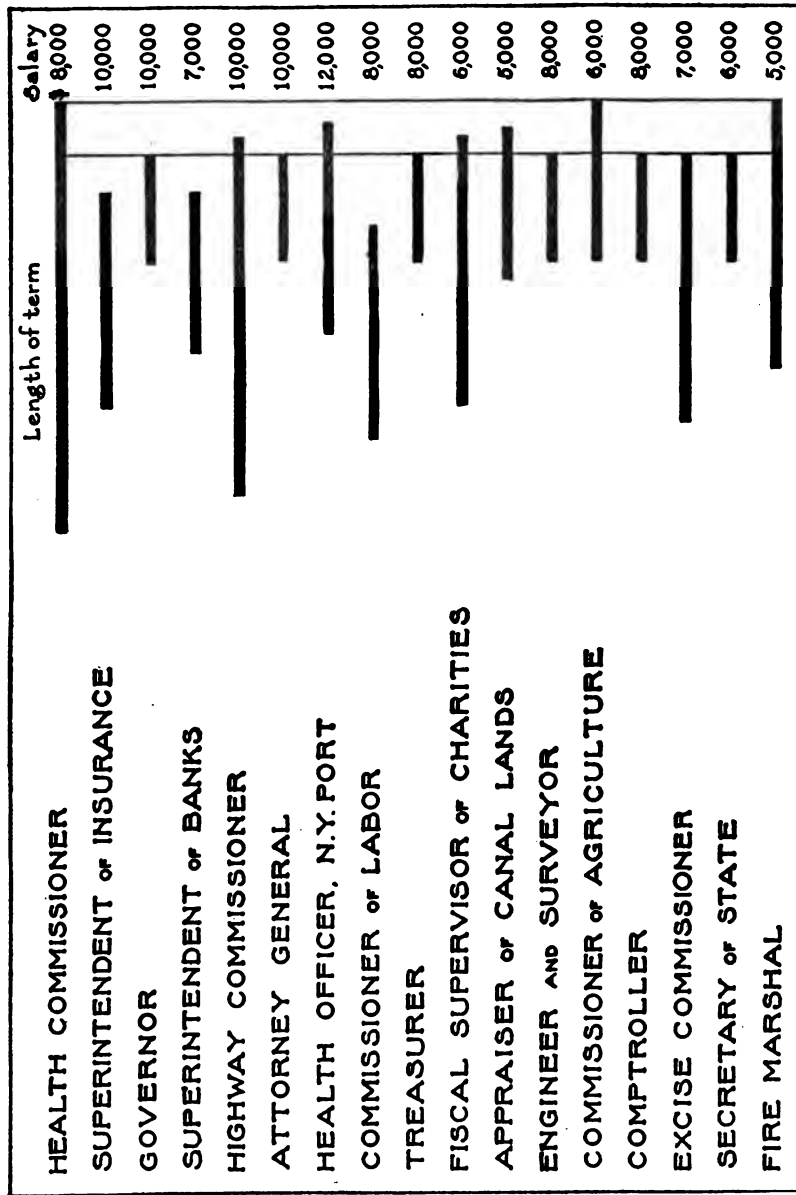 Length of term Salary
HEALTH COMMISSIONER $8,000
SUPERINTENDENT OF INSURANCE 10,000
GOVERNOR 10,000
SUPERINTENDENT OF BANKS 7,000
HIGHWAY COMMISSIONER 10,000
ATTORNEY GENERAL 10,000
HEALTH OFFICER, N.Y. PORT 12,000
COMMISSIONER OF LABOR 8,000
TREASURER 8,000
FISCAL SUPERVISOR OF CHARITIES 6,000
APPRAISER OF CANAL LANDS 5,000
ENGINEER AND SURVEYOR 8,000
COMMISSIONER OF AGRICULTURE 6,000
COMPTROLLER 8,000
EXCISE COMMISSIONER 7,000
SECRETARY OF STATE 6,000
FIRE MARSHAL 5,000